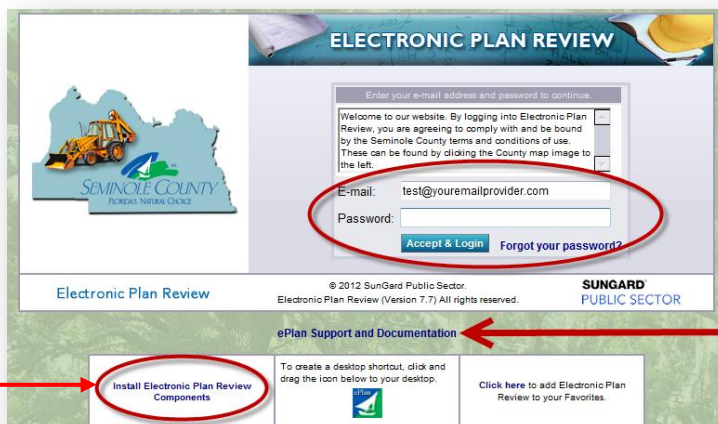 ELECTRONIC PLAN REVIEW
Enter your e-mail address and password to continue.
Welcome to our website. By logging into Electronic Plan
Review, you are agreeing to comply with and be bound
by the Seminole County terms and conditions of use.
These can be found by clicking the County map image to
the left.
SEMINOLE COUNTY
FLORIDA'S NATURAL CHOICE
E-mail: test@youremailprovider.com
Password:
Accept & Login Forgot your password?
Electronic Plan Review
© 2012 SunGard Public Sector.
Electronic Plan Review (Version 7.7) All rights reserved.
SUNGARD®
PUBLIC SECTOR
ePlan Support and Documentation
Install Electronic Plan Review
Components
To create a desktop shortcut, click and
drag the icon below to your desktop.
ePlan
Click here to add Electronic Plan
Review to your Favorites.